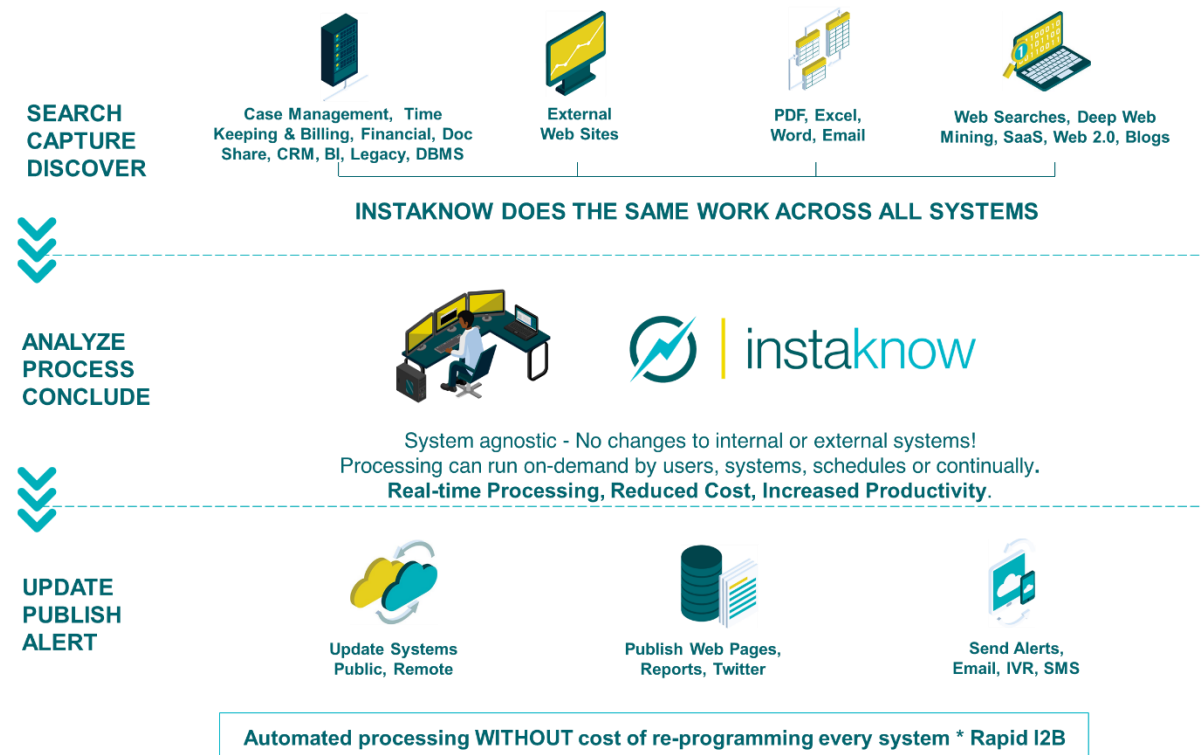 SEARCH
CAPTURE
DISCOVER
Case Management, Time
Keeping & Billing, Financial, Doc
Share, CRM, BI, Legacy, DBMS
External
Web Sites
PDF, Excel,
Word, Email
1100010
101100
110011
1
Web Searches, Deep Web
Mining, SaaS, Web 2.0, Blogs
INSTAKNOW DOES THE SAME WORK ACROSS ALL SYSTEMS
ANALYZE
PROCESS
CONCLUDE
instaknow
System agnostic - No changes to internal or external systems!
Processing can run on-demand by users, systems, schedules or continually.
Real-time Processing, Reduced Cost, Increased Productivity.
UPDATE
PUBLISH
ALERT
Update Systems
Public, Remote
Publish Web Pages,
Reports, Twitter
Send Alerts,
Email, IVR, SMS
Automated processing WITHOUT cost of re-programming every system * Rapid I2B